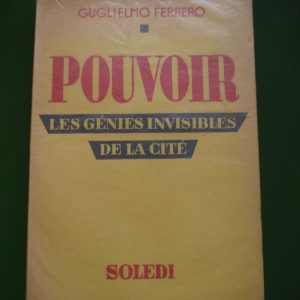 GUGLIELMO FERRERO
POUVOIR
LES GÉNIES INVISIBLES
DE LA CITÉ
SOLEDI